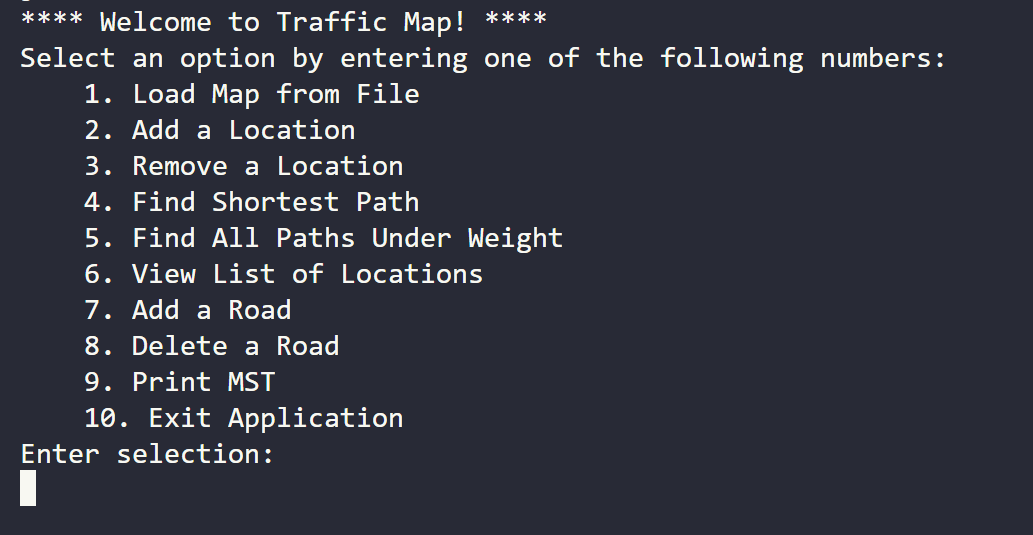 **** Welcome to Traffic Map! ****
Select an option by entering one of the following numbers:
    1. Load Map from File
    2. Add a Location
    3. Remove a Location
    4. Find Shortest Path
    5. Find All Paths Under Weight
    6. View List of Locations
    7. Add a Road
    8. Delete a Road
    9. Print MST
    10. Exit Application
Enter selection: